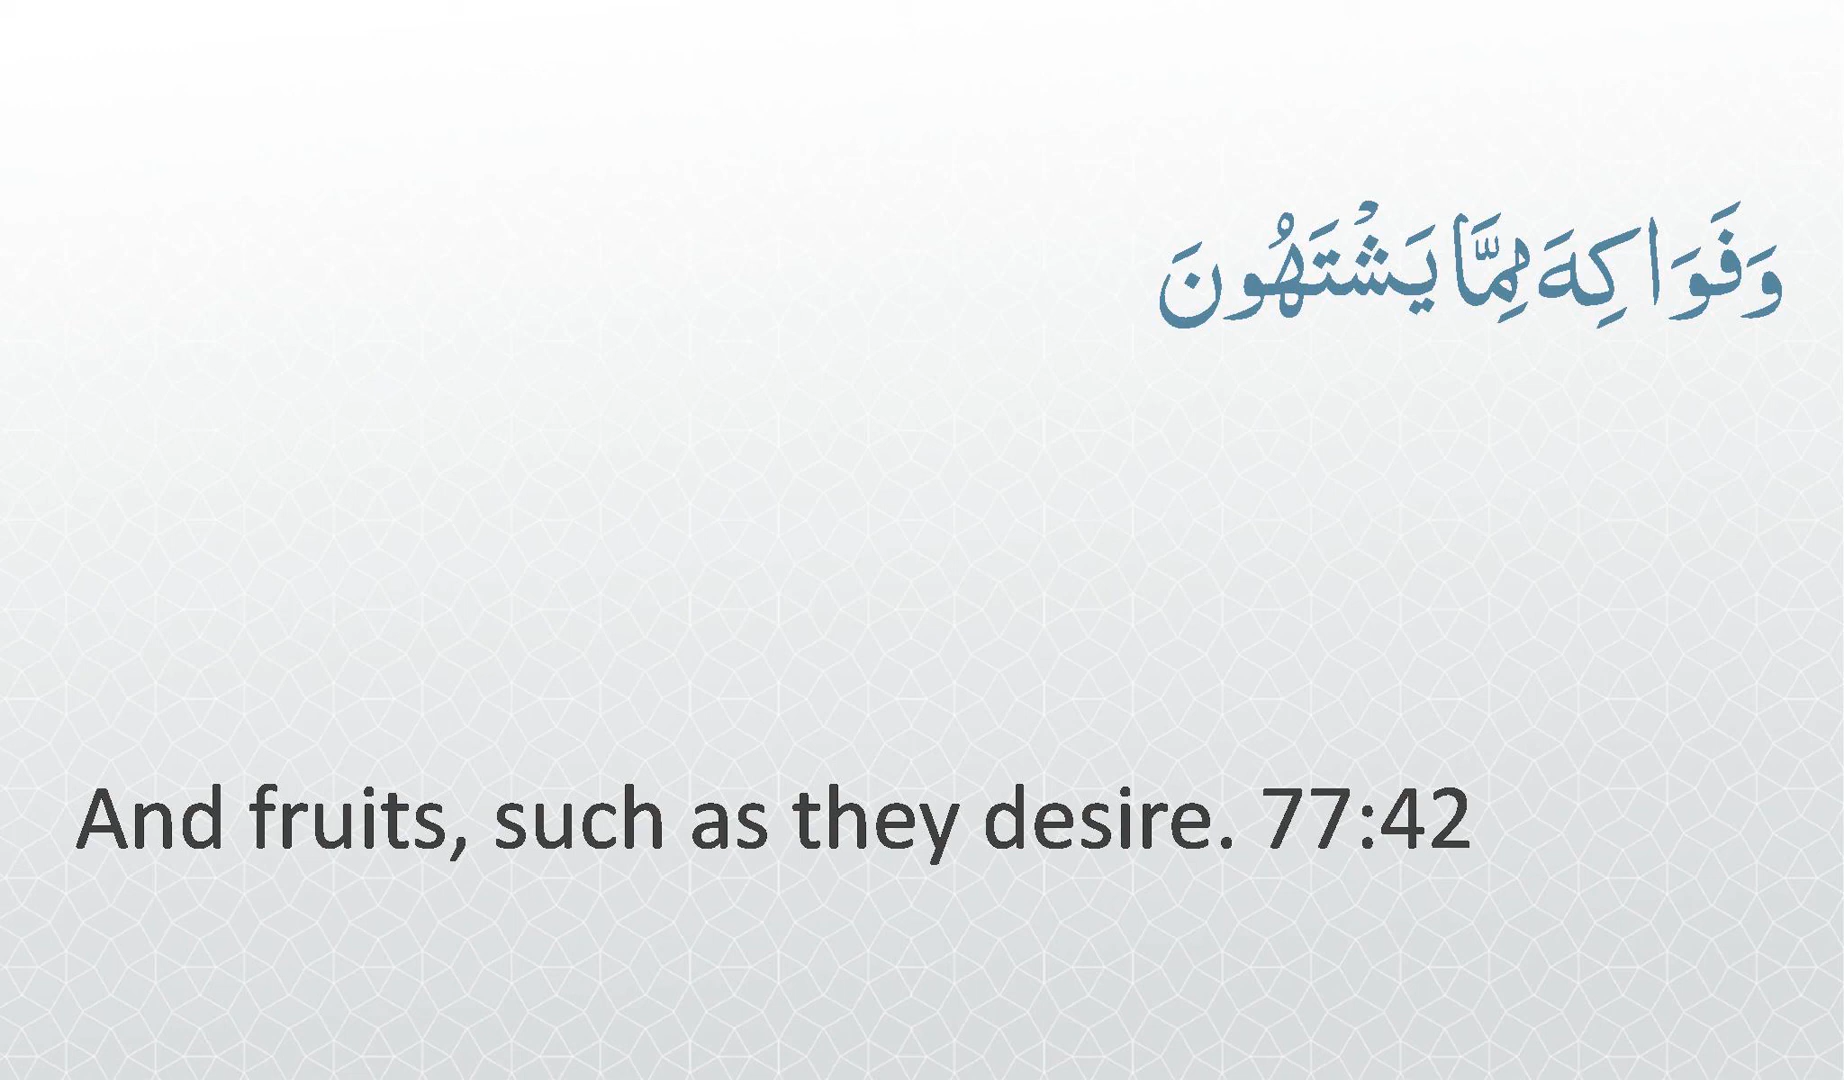 وَفَوَاكِهَ مِمَّا يَشْتَهُونَ
And fruits, such as they desire. 77:42